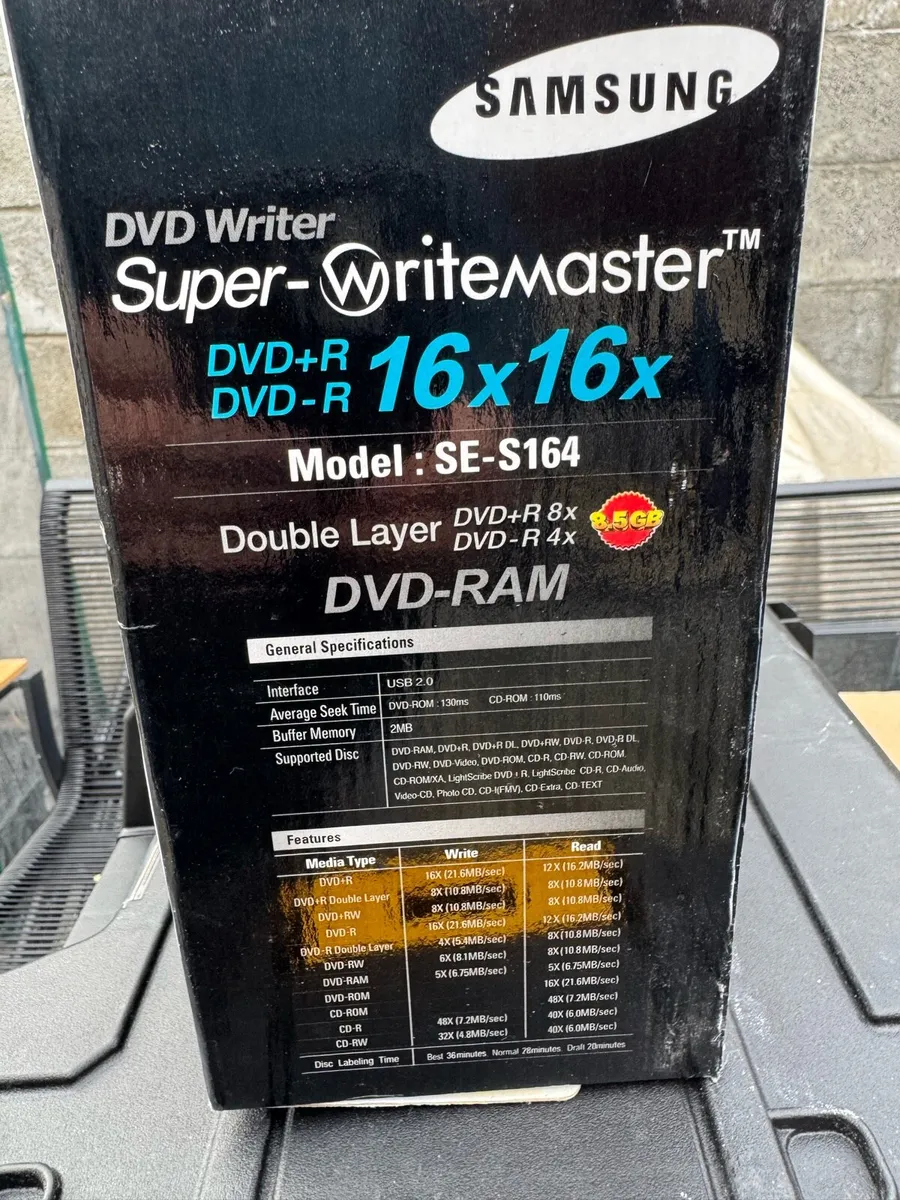 SAMSUNG
DVD Writer
Super-WriteMaster™
DVD+R
DVD-R 16x16x
Model : SE-S164
Double Layer DVD+R 8x
DVD-R 4x
8.5GB
DVD-RAM
General Specifications
Interface USB 2.0
Average Seek Time DVD-ROM : 130ms CD-ROM : 110ms
Buffer Memory 2MB
Supported Disc DVD-RAM, DVD+R, DVD+R DL, DVD+RW, DVD-R, DVD-R DL,
DVD-RW, DVD-Video, DVD-ROM, CD-R, CD-RW, CD-ROM.
CD-ROM/XA, LightScribe DVD ± R, LightScribe CD-R, CD-Audio,
Video-CD, Photo CD, CD-I(FMV), CD-Extra, CD-TEXT
Features
Media Type Write Read
DVD+R 16X (21.6MB/sec) 12X (16.2MB/sec)
DVD+R Double Layer 8X (10.8MB/sec) 8X (10.8MB/sec)
DVD+RW 8X (10.8MB/sec) 8X (10.8MB/sec)
DVD-R 16X (21.6MB/sec) 12X (16.2MB/sec)
DVD-R Double Layer 4X (5.4MB/sec) 8X (10.8MB/sec)
DVD-RW 6X (8.1MB/sec) 8X (10.8MB/sec)
DVD-RAM 5X (6.75MB/sec) 5X (6.75MB/sec)
DVD-ROM 16X (21.6MB/sec)
CD-ROM 48X (7.2MB/sec)
CD-R 48X (7.2MB/sec) 40X (6.0MB/sec)
CD-RW 32X (4.8MB/sec) 40X (6.0MB/sec)
Disc Labeling Time Best 36minutes Normal 28minutes Draft 20minutes